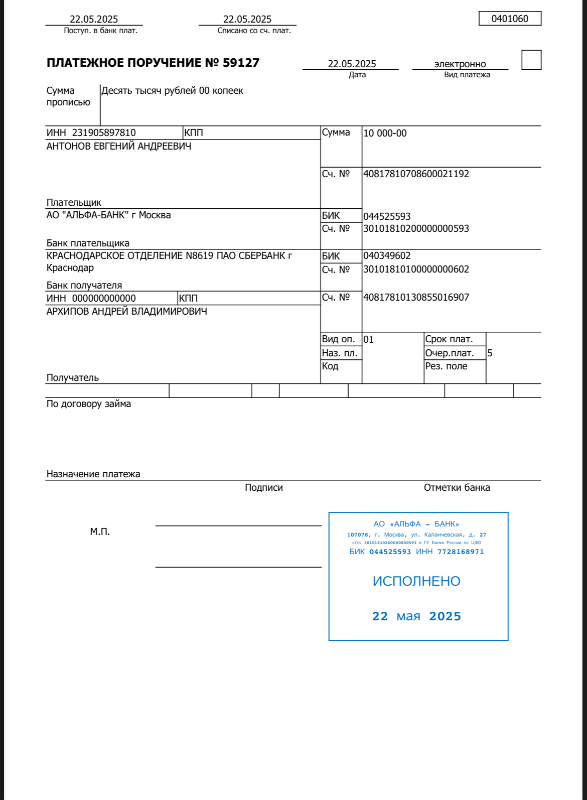 22.05.2025 22.05.2025 0401060
Поступ. в банк плат. Списано со сч. плат.
ПЛАТЕЖНОЕ ПОРУЧЕНИЕ № 59127 22.05.2025 электронно
Дата Вид платежа
Сумма прописью Десять тысяч рублей 00 копеек
ИНН 231905897810 КПП Сумма 10 000-00
АНТОНОВ ЕВГЕНИЙ АНДРЕЕВИЧ
Сч. № 40817810708600021192
Плательщик
АО "АЛЬФА-БАНК" г Москва БИК 044525593
Сч. № 30101810200000000593
Банк плательщика
КРАСНОДАРСКОЕ ОТДЕЛЕНИЕ N8619 ПАО СБЕРБАНК г БИК 040349602
Краснодар Сч. № 30101810100000000602
Банк получателя
ИНН 000000000000 КПП Сч. № 40817810130855016907
АРХИПОВ АНДРЕЙ ВЛАДИМИРОВИЧ
Вид оп. 01 Срок плат.
Наз. пл. Очер.плат. 5
Получатель Код Рез. поле
По договору займа
Назначение платежа
Подписи Отметки банка
М.П.
АО «АЛЬФА – БАНК»
107078, г. Москва, ул. Каланчевская, д. 27
БИК 044525593 ИНН 7728168971
ИСПОЛНЕНО
22 мая 2025